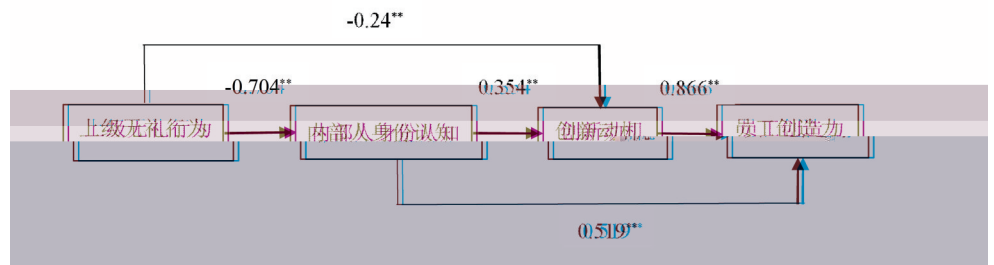 -0.24**
-0.704**
0.354**
0.866**
上级无礼行为
内部人身份认知
创新动机
员工创造力
0.519**